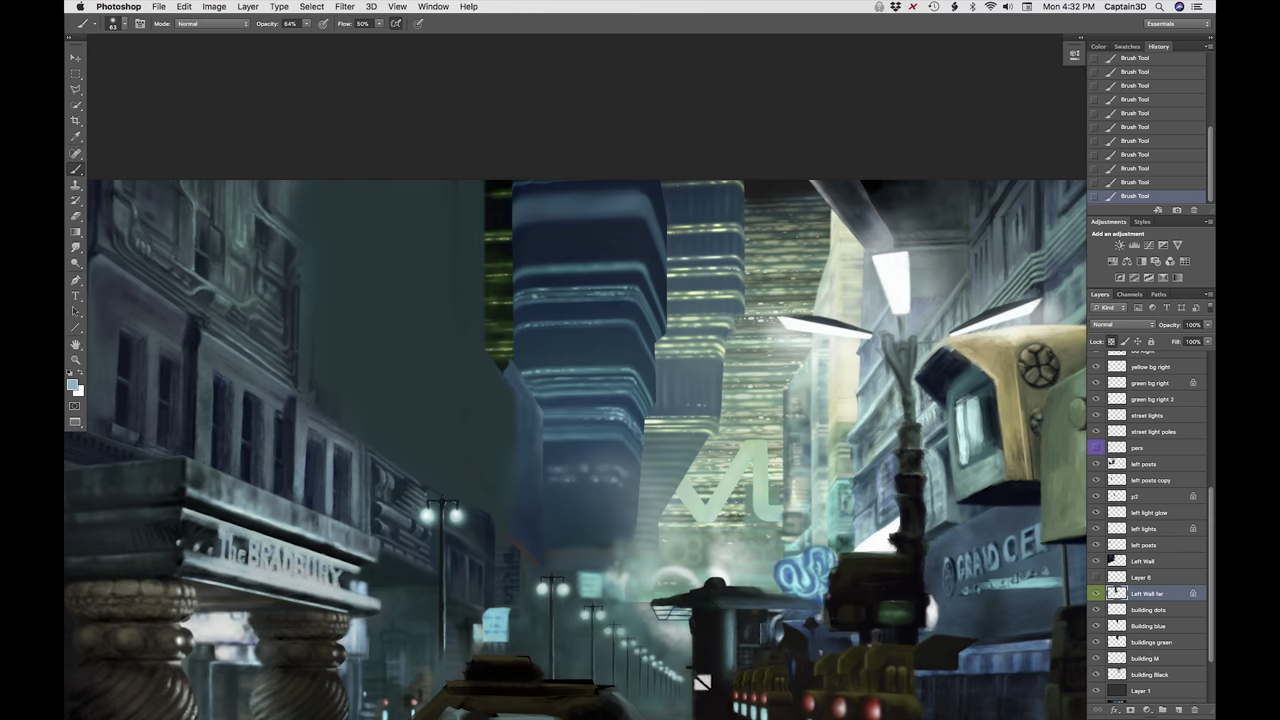 Photoshop File Edit Image Layer Type Select Filter 3D View Window Help
Mon 4:32 PM Captain3D
63 Mode: Normal Opacity: 64% Flow: 50% Essentials
Color Swatches History
Brush Tool
Brush Tool
Brush Tool
Brush Tool
Brush Tool
Brush Tool
Brush Tool
Brush Tool
Brush Tool
Brush Tool
Brush Tool
Adjustments Styles
Add an adjustment
Layers Channels Paths
Kind
Normal Opacity: 100%
Lock: Fill: 100%
bg right
yellow bg right
green bg right
green bg right 2
street lights
street light poles
pers
left posts
left posts copy
p2
left light glow
left lights
left posts
Left Wall
Layer 6
Left Wall far
building dots
Building blue
buildings green
building M
building Black
Layer 1
The BRADBURY